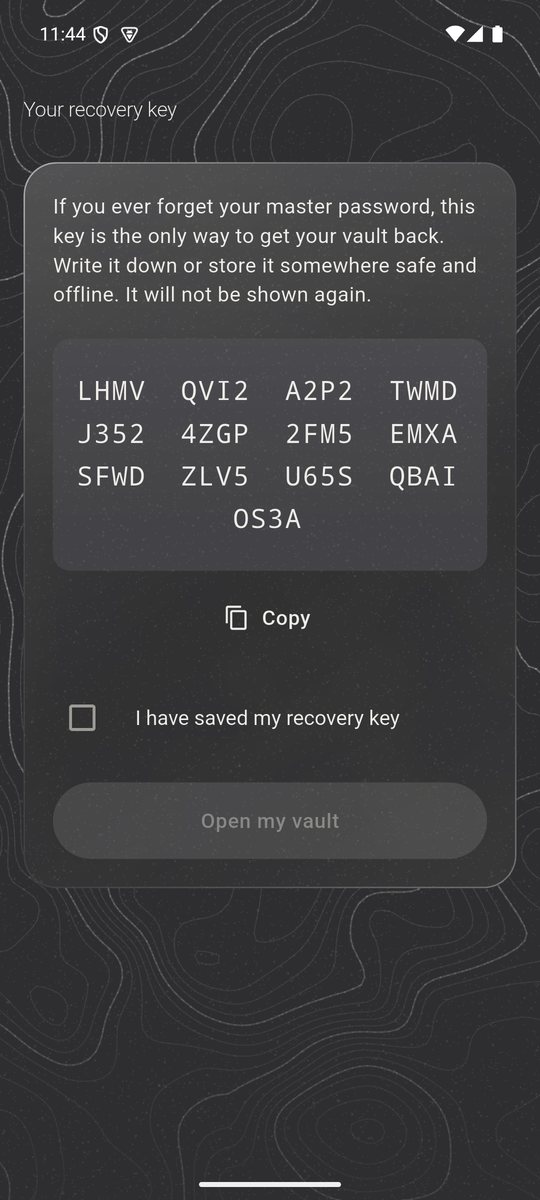 11:44
Your recovery key
If you ever forget your master password, this
key is the only way to get your vault back.
Write it down or store it somewhere safe and
offline. It will not be shown again.
LHMV QVI2 A2P2 TWMD
J352 4ZGP 2FM5 EMXA
SFWD ZLV5 U65S QBAI
OS3A
Copy
I have saved my recovery key
Open my vault